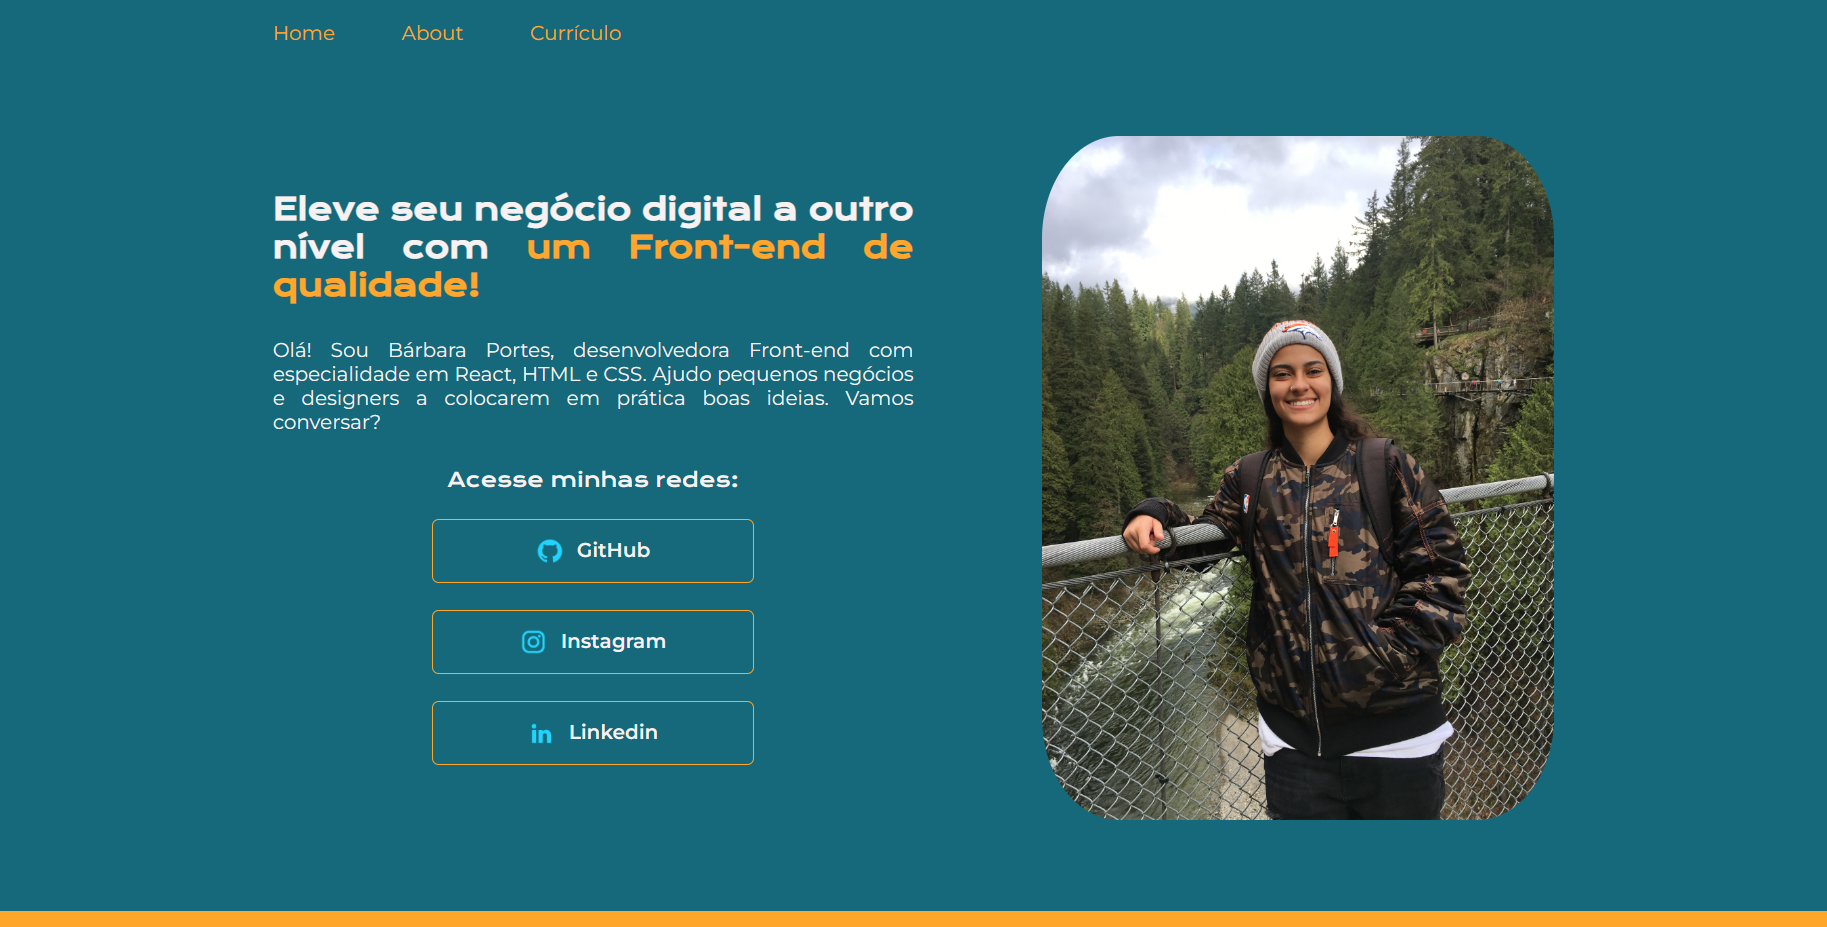 Home About Currículo
Eleve seu negócio digital a outro
nível com um Front-end de
qualidade!
Olá! Sou Bárbara Portes, desenvolvedora Front-end com
especialidade em React, HTML e CSS. Ajudo pequenos negócios
e designers a colocarem em prática boas ideias. Vamos
conversar?
Acesse minhas redes:
GitHub
Instagram
Linkedin